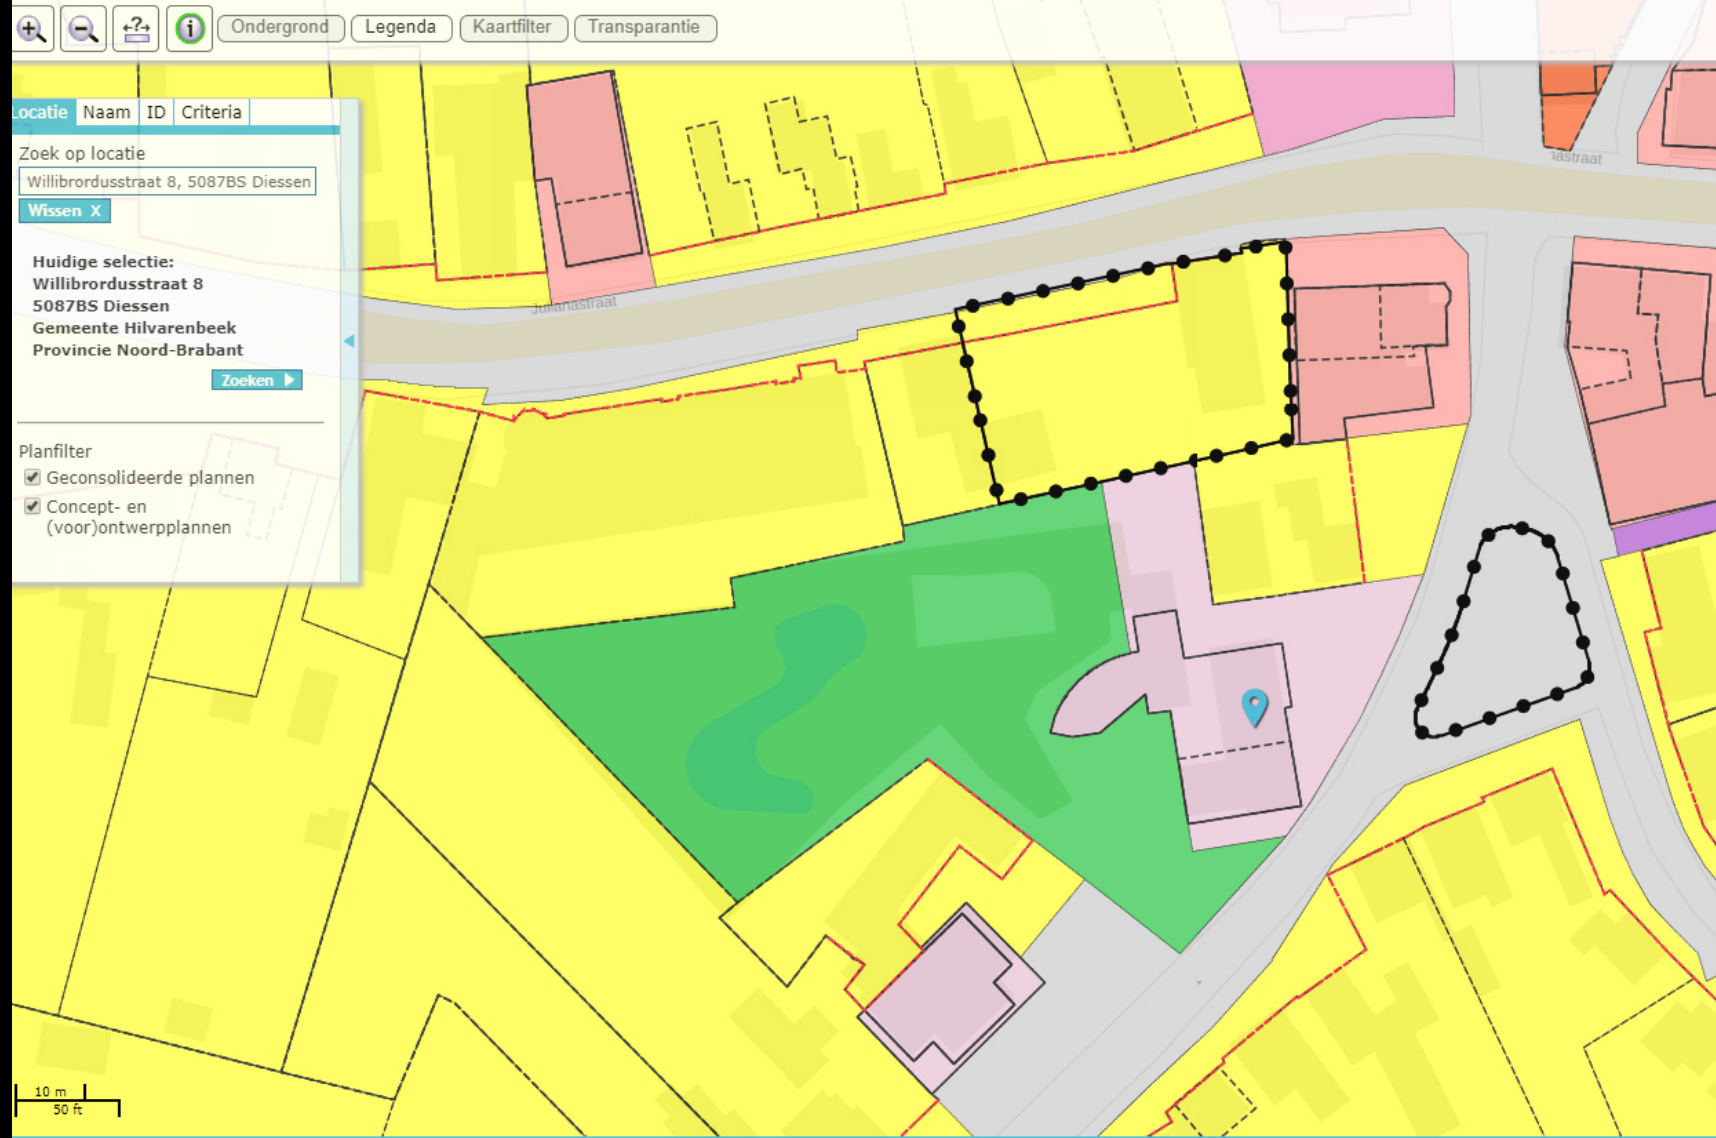 Ondergrond
Legenda
Kaartfilter
Transparantie
Locatie
Naam
ID
Criteria
Zoek op locatie
Willibrordusstraat 8, 5087BS Diessen
Wissen X
Huidige selectie:
Willibrordusstraat 8
5087BS Diessen
Gemeente Hilvarenbeek
Provincie Noord-Brabant
Zoeken
Planfilter
Geconsolideerde plannen
Concept- en
(voor)ontwerpplannen
Julianastraat
nastraat
10 m
50 ft